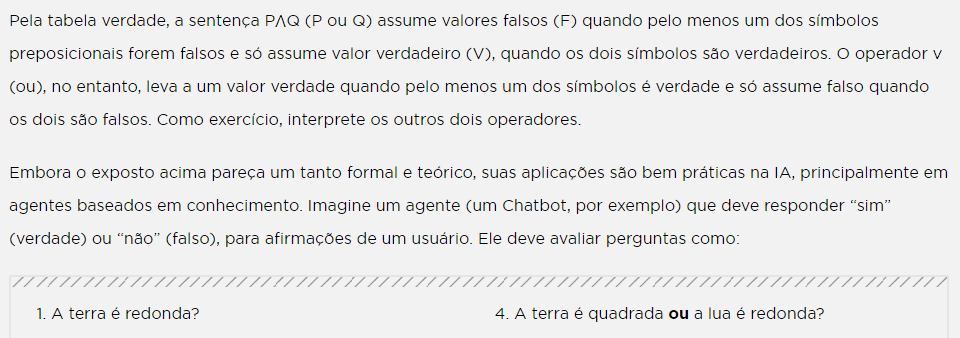 Pela tabela verdade, a sentença P∧Q (P ou Q) assume valores falsos (F) quando pelo menos um dos símbolos
preposicionais forem falsos e só assume valor verdadeiro (V), quando os dois símbolos são verdadeiros. O operador v
(ou), no entanto, leva a um valor verdade quando pelo menos um dos símbolos é verdade e só assume falso quando
os dois são falsos. Como exercício, interprete os outros dois operadores.
Embora o exposto acima pareça um tanto formal e teórico, suas aplicações são bem práticas na IA, principalmente em
agentes baseados em conhecimento. Imagine um agente (um Chatbot, por exemplo) que deve responder “sim”
(verdade) ou “não” (falso), para afirmações de um usuário. Ele deve avaliar perguntas como:
1. A terra é redonda?
4. A terra é quadrada ou a lua é redonda?